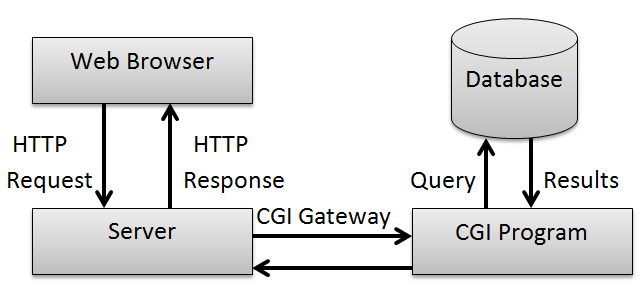 Web Browser
Database
HTTP
Request
HTTP
Response
Query
Results
Server
CGI Gateway
CGI Program